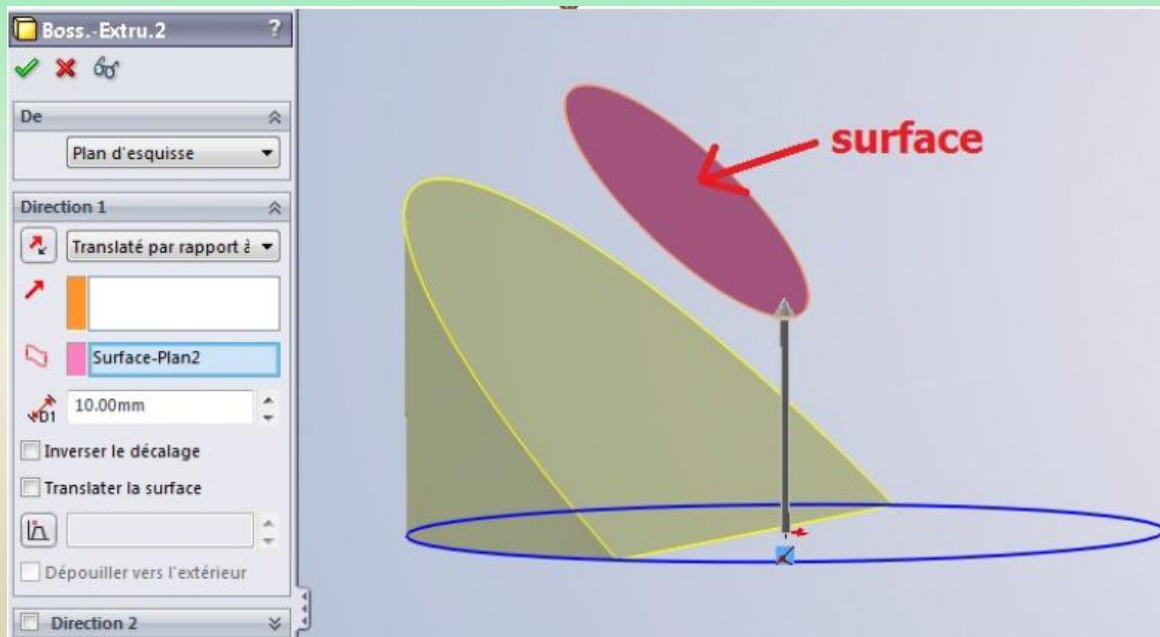 Boss.-Extru.2 ?
De
Plan d'esquisse
Direction 1
Translaté par rapport à
Surface-Plan2
D1 10.00mm
Inverser le décalage
Translater la surface
Dépouiller vers l'extérieur
Direction 2
surface